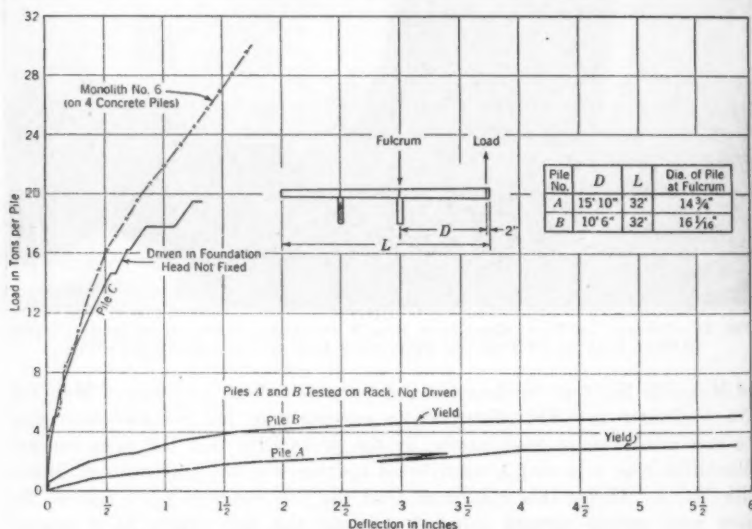 32
28
24
20
16
12
8
4
0
Load in Tons per Pile
Monolith No. 6
(on 4 Concrete Piles)
Driven in Foundation
Head Not Fixed
Pile C
Fulcrum
Load
D
2"
L
Pile No. D L Dia. of Pile at Fulcrum
A 15' 10" 32' 14 3/4"
B 10' 6" 32' 16 1/16"
Piles A and B Tested on Rack, Not Driven
Pile B
Yield
Pile A
Yield
0 1/2 1 1 1/2 2 2 1/2 3 3 1/2 4 4 1/2 5 5 1/2 6
Deflection in Inches